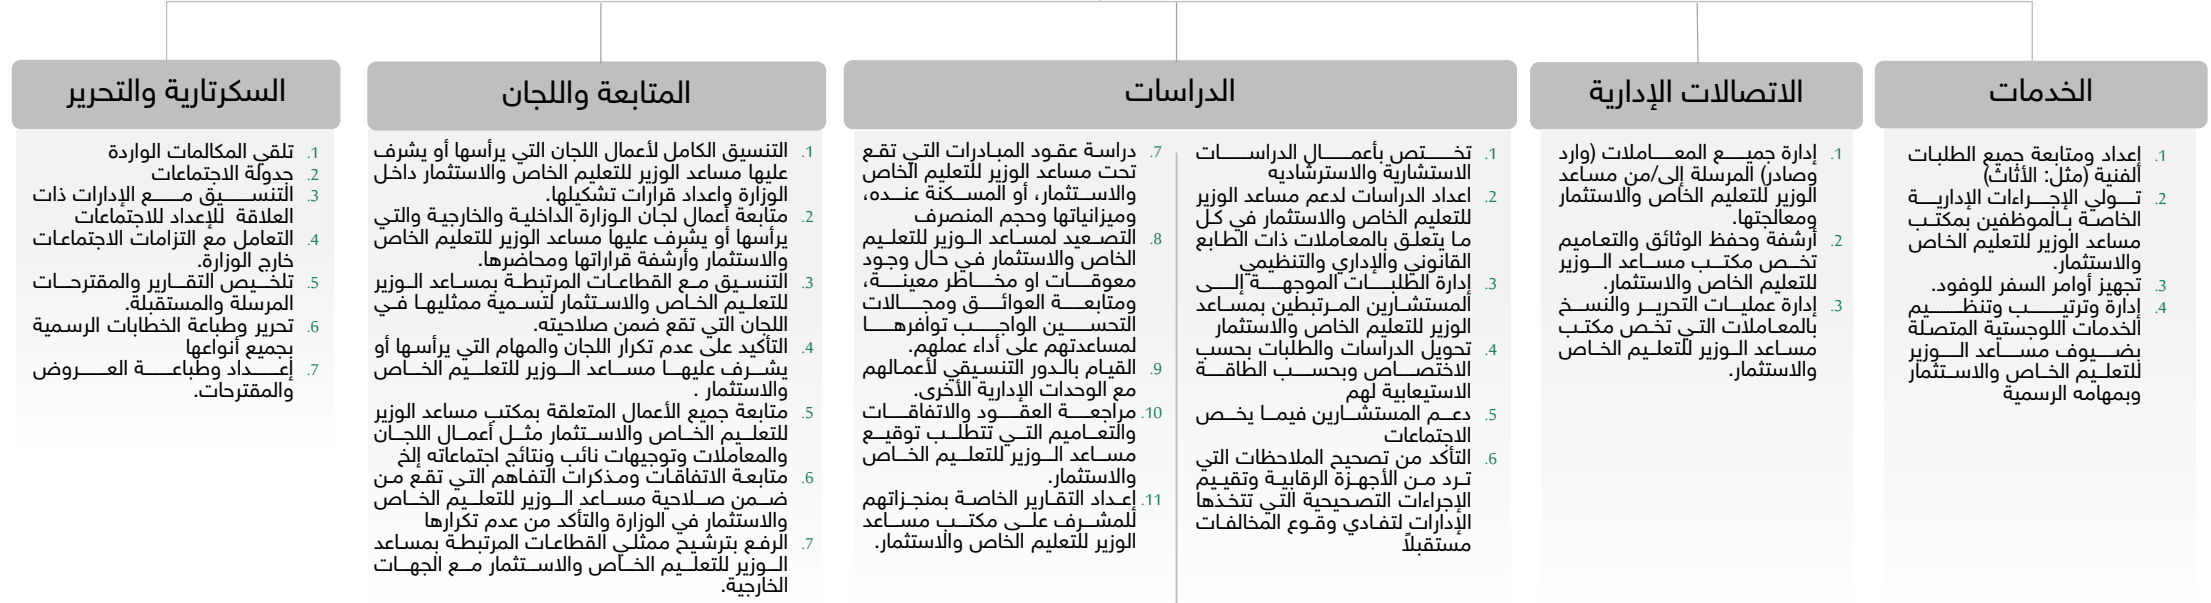 الخدمات
1. إعداد ومتابعة جميع الطلبات
الفنية (مثل: الأثاث)
2. تولي الإجراءات الإدارية
الخاصة بالموظفين بمكتب
مساعد الوزير للتعليم الخاص
والاستثمار.
3. تجهيز أوامر السفر للوفود.
4. إدارة وترتيب وتنظيم
الخدمات اللوجستية المتصلة
بضيوف مساعد الوزير
للتعليم الخاص والاستثمار
وبمهامه الرسمية
الاتصالات الإدارية
1. إدارة جميع المعاملات (وارد
وصادر) المرسلة إلى/من مساعد
الوزير للتعليم الخاص والاستثمار
ومعالجتها.
2. أرشفة وحفظ الوثائق والتعاميم
تخص مكتب مساعد الوزير
للتعليم الخاص والاستثمار.
3. إدارة عمليات التحرير والنسخ
بالمعاملات التي تخص مكتب
مساعد الوزير للتعليم الخاص
والاستثمار.
الدراسات
1. تختص بأعمال الدراسات
الاستشارية والاسترشاديه
2. اعداد الدراسات لدعم مساعد الوزير
للتعليم الخاص والاستثمار في كل
ما يتعلق بالمعاملات ذات الطابع
القانوني والإداري والتنظيمي
3. إدارة الطلبات الموجهة إلى
المستشارين المرتبطين بمساعد
الوزير للتعليم الخاص والاستثمار
4. تحويل الدراسات والطلبات بحسب
الاختصاص وبحسب الطاقة
الاستيعابية لهم
5. دعم المستشارين فيما يخص
الاجتماعات
6. التأكد من تصحيح الملاحظات التي
ترد من الأجهزة الرقابية وتقييم
الإجراءات التصحيحية التي تتخذها
الإدارات لتفادي وقوع المخالفات
مستقبلاً
7. دراسة عقود المبادرات التي تقع
تحت مساعد الوزير للتعليم الخاص
والاستثمار، أو المسكنة عنده،
وميزانياتها وحجم المنصرف
8. التصعيد لمساعد الوزير للتعليم
الخاص والاستثمار في حال وجود
معوقات او مخاطر معينة،
ومتابعة العوائق ومجالات
التحسين الواجب توافرها
لمساعدتهم على أداء عملهم.
9. القيام بالدور التنسيقي لأعمالهم
مع الوحدات الإدارية الأخرى.
10. مراجعة العقود والاتفاقات
والتعاميم التي تتطلب توقيع
مساعد الوزير للتعليم الخاص
والاستثمار.
11. إعداد التقارير الخاصة بمنجزاتهم
للمشرف على مكتب مساعد
الوزير للتعليم الخاص والاستثمار.
المتابعة واللجان
1. التنسيق الكامل لأعمال اللجان التي يرأسها أو يشرف
عليها مساعد الوزير للتعليم الخاص والاستثمار داخل
الوزارة واعداد قرارات تشكيلها.
2. متابعة أعمال لجان الوزارة الداخلية والخارجية والتي
يرأسها أو يشرف عليها مساعد الوزير للتعليم الخاص
والاستثمار وأرشفة قراراتها ومحاضرها.
3. التنسيق مع القطاعات المرتبطة بمساعد الوزير
للتعليم الخاص والاستثمار لتسمية ممثليها في
اللجان التي تقع ضمن صلاحيته.
4. التأكيد على عدم تكرار اللجان والمهام التي يرأسها أو
يشرف عليها مساعد الوزير للتعليم الخاص
والاستثمار .
5. متابعة جميع الأعمال المتعلقة بمكتب مساعد الوزير
للتعليم الخاص والاستثمار مثل أعمال اللجان
والمعاملات وتوجيهات نائب ونتائج اجتماعاته إلخ
6. متابعة الاتفاقات ومذكرات التفاهم التي تقع من
ضمن صلاحية مساعد الوزير للتعليم الخاص
والاستثمار في الوزارة والتأكد من عدم تكرارها
7. الرفع بترشيح ممثلي القطاعات المرتبطة بمساعد
الوزير للتعليم الخاص والاستثمار مع الجهات
الخارجية.
السكرتارية والتحرير
1. تلقي المكالمات الواردة
2. جدولة الاجتماعات
3. التنسيق مع الإدارات ذات
العلاقة للإعداد للاجتماعات
4. التعامل مع التزامات الاجتماعات
خارج الوزارة.
5. تلخيص التقارير والمقترحات
المرسلة والمستقبلة.
6. تحرير وطباعة الخطابات الرسمية
بجميع أنواعها
7. إعداد وطباعة العروض
والمقترحات.